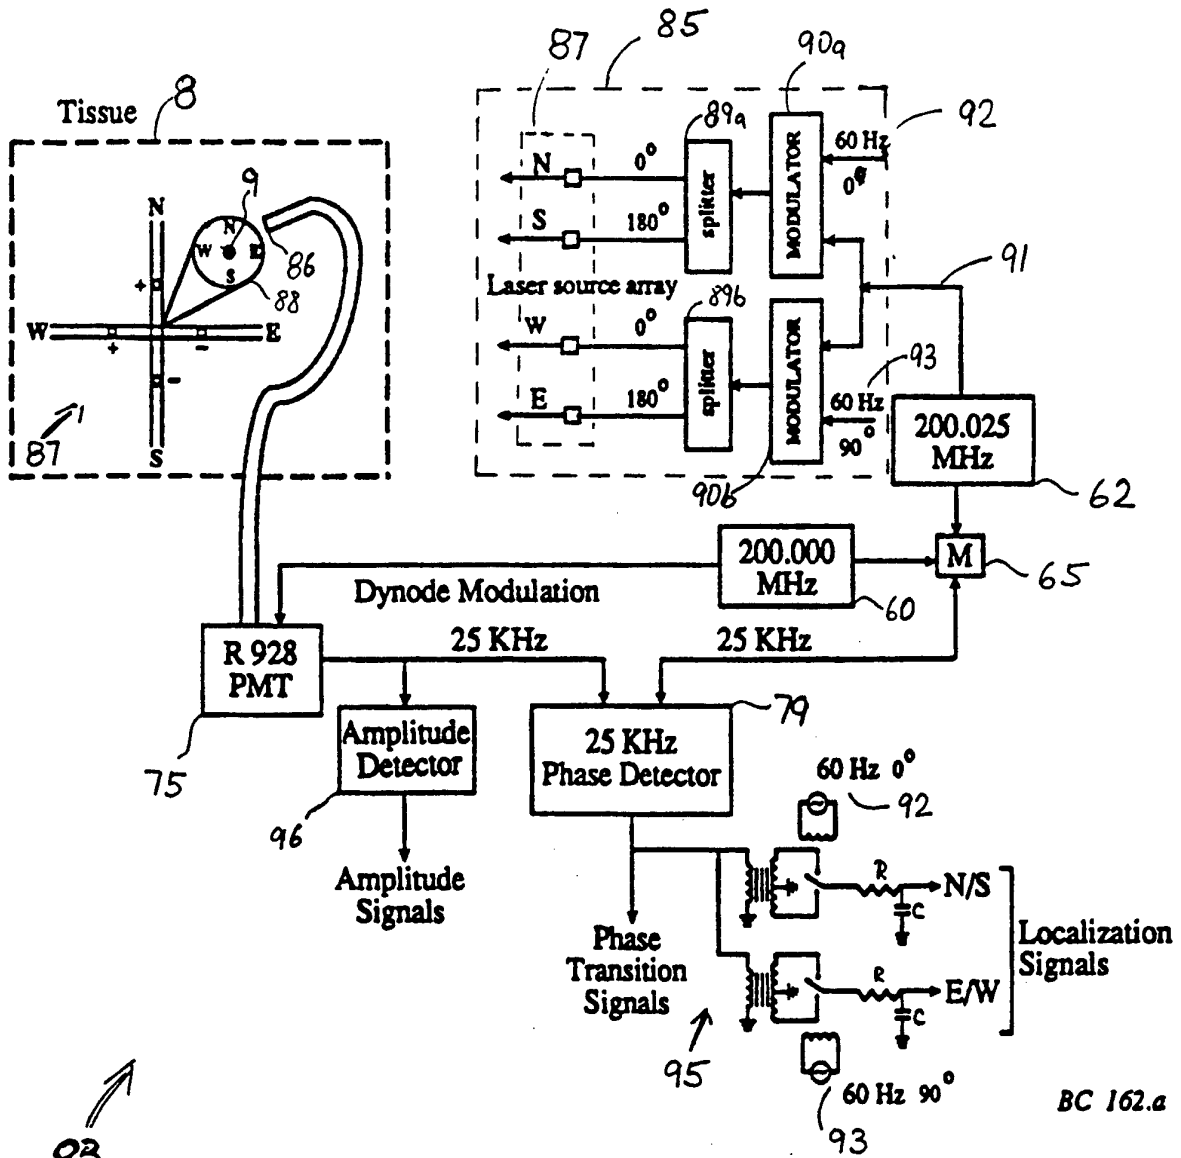 Tissue 8
N
W E
S
+
-
+ -
9
N
W E
S
86
88
87
85
87
90a
89a
92
N 0°
S 180°
splitter
MODULATOR
60 Hz
0°
Laser source array
91
89b
W 0°
E 180°
splitter
MODULATOR
93
60 Hz
90°
90b
200.025
MHz
62
200.000
MHz
60
M
65
Dynode Modulation
R 928
PMT
75
25 KHz
25 KHz
79
Amplitude
Detector
96
25 KHz
Phase Detector
60 Hz 0°
92
Amplitude
Signals
Phase
Transition
Signals
R
C
N/S
R
C
E/W
Localization
Signals
95
60 Hz 90°
93
BC 162.a